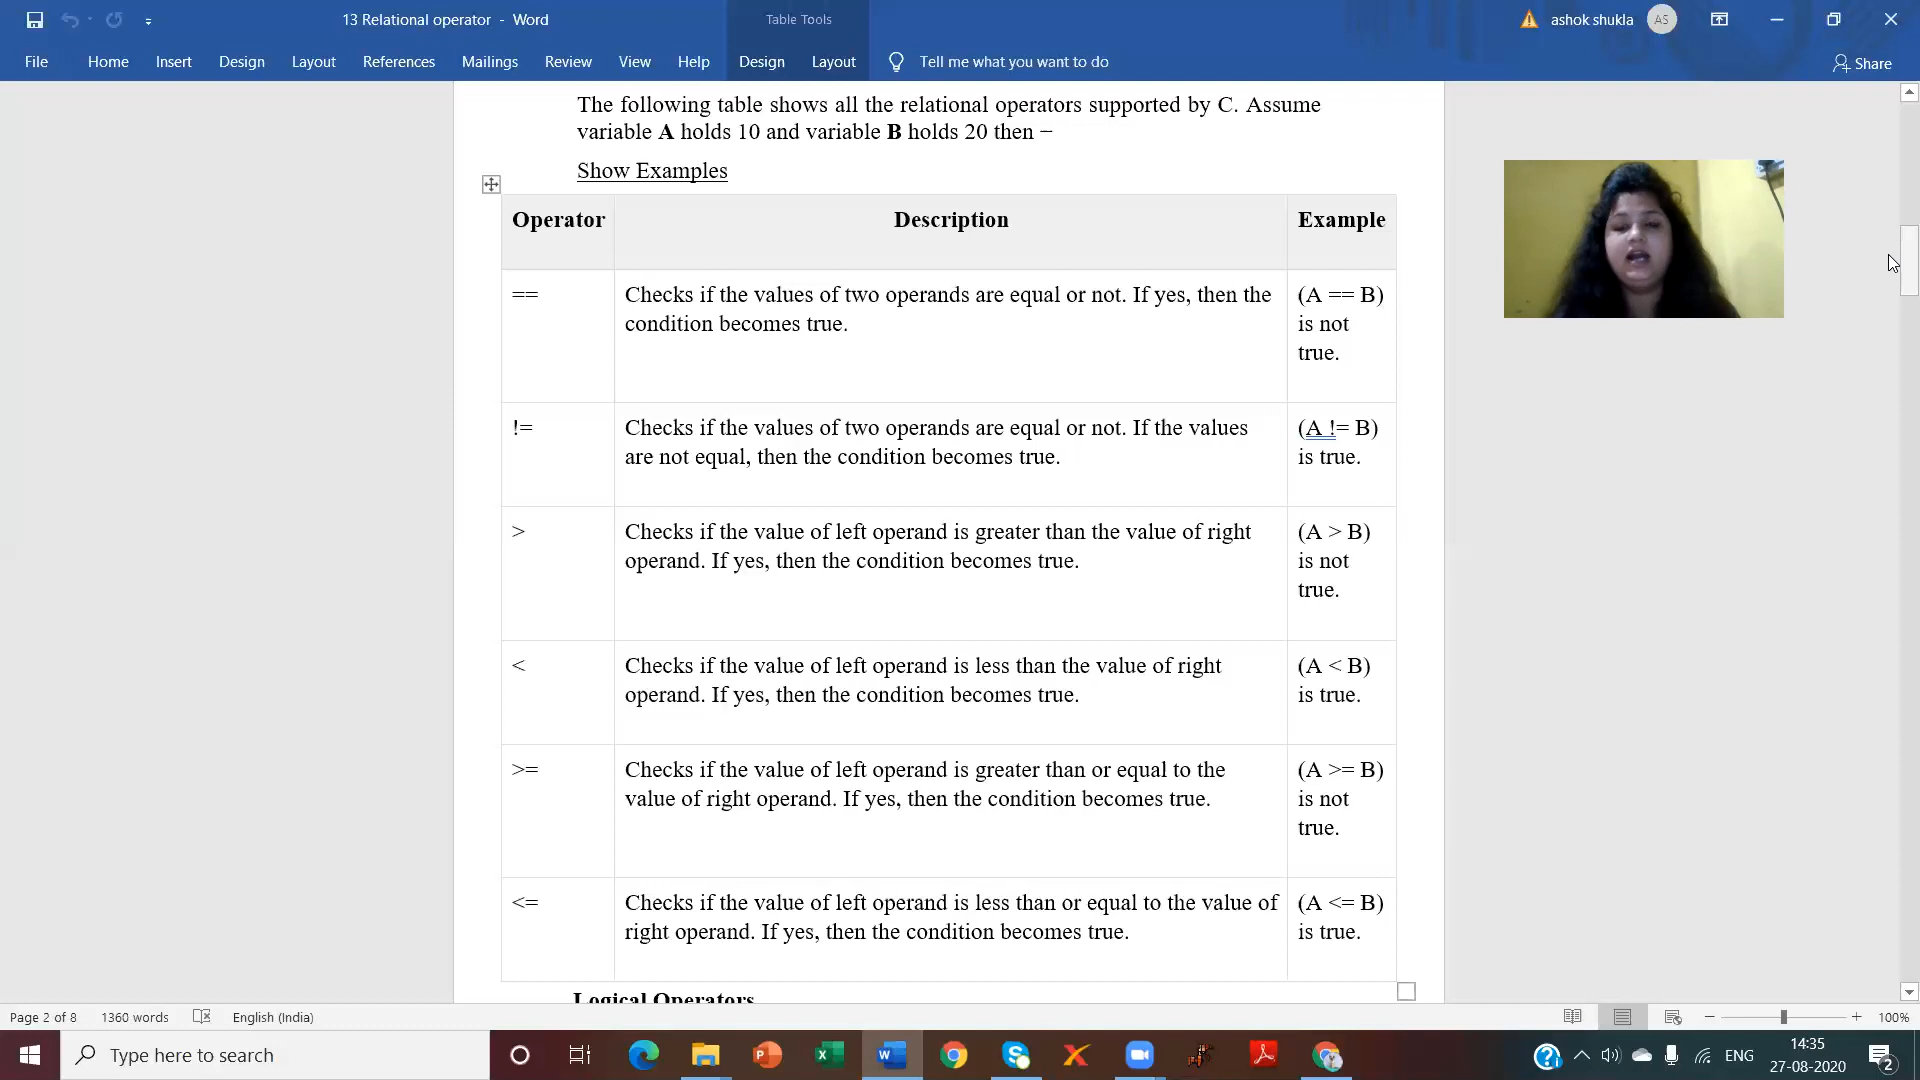 13 Relational operator - Word
Table Tools
ashok shukla
AS
File
Home
Insert
Design
Layout
References
Mailings
Review
View
Help
Design
Layout
Tell me what you want to do
Share
The following table shows all the relational operators supported by C. Assume
variable A holds 10 and variable B holds 20 then −
Show Examples
Operator
Description
Example
==
Checks if the values of two operands are equal or not. If yes, then the
condition becomes true.
(A == B)
is not
true.
!=
Checks if the values of two operands are equal or not. If the values
are not equal, then the condition becomes true.
(A != B)
is true.
>
Checks if the value of left operand is greater than the value of right
operand. If yes, then the condition becomes true.
(A > B)
is not
true.
<
Checks if the value of left operand is less than the value of right
operand. If yes, then the condition becomes true.
(A < B)
is true.
>=
Checks if the value of left operand is greater than or equal to the
value of right operand. If yes, then the condition becomes true.
(A >= B)
is not
true.
<=
Checks if the value of left operand is less than or equal to the value of
right operand. If yes, then the condition becomes true.
(A <= B)
is true.
Logical Operators
Page 2 of 8
1360 words
English (India)
100%
Type here to search
ENG
14:35
27-08-2020
2